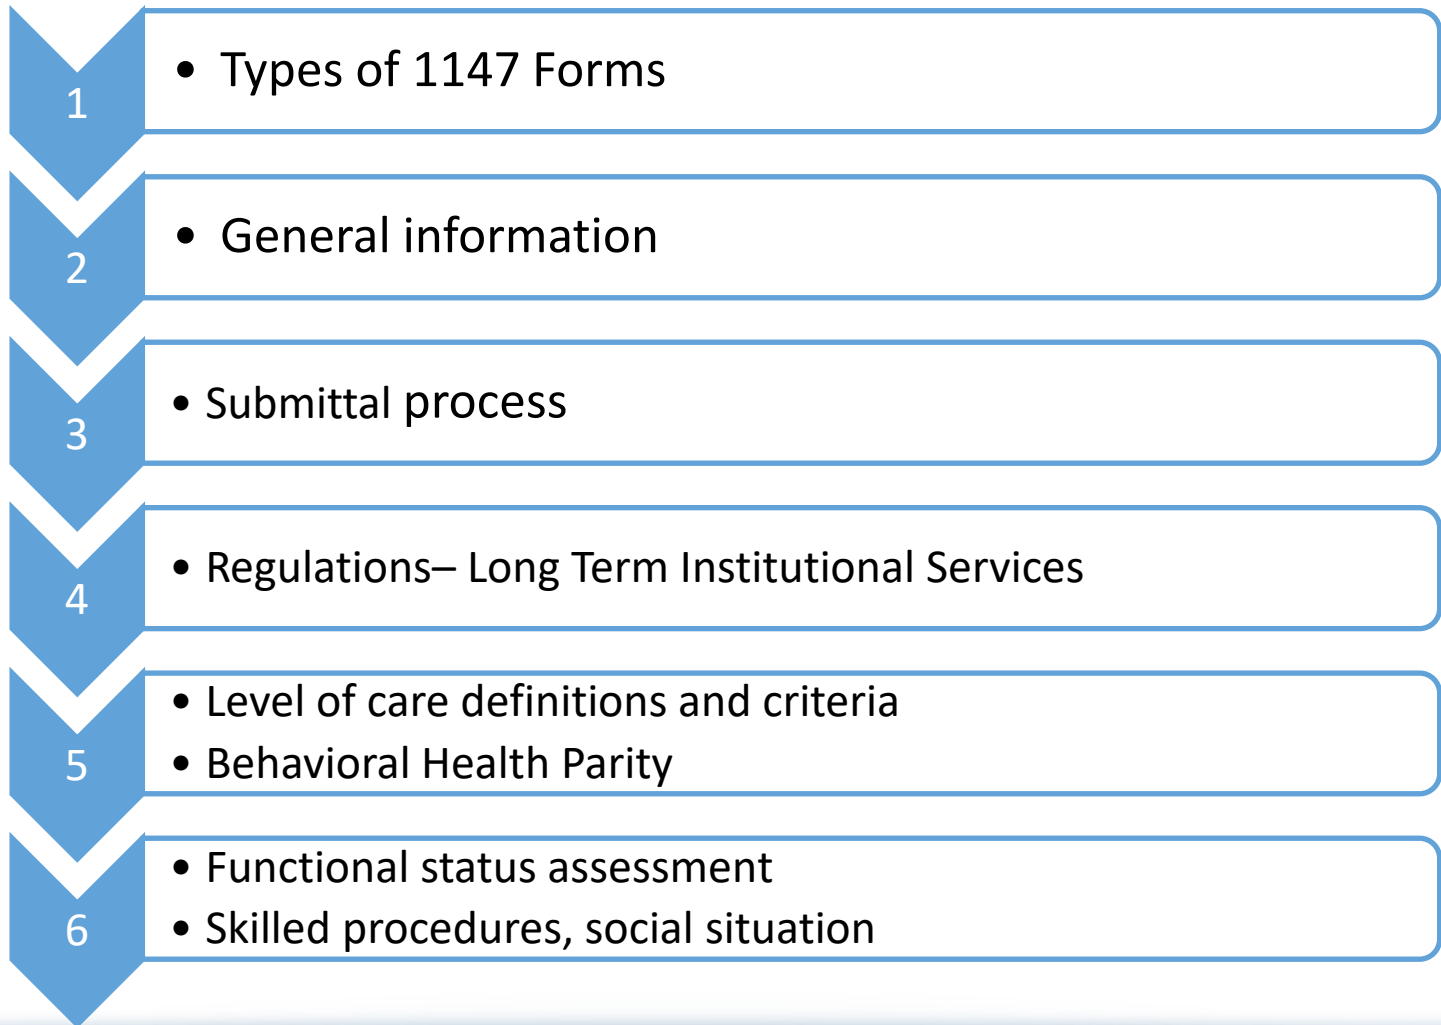 1
• Types of 1147 Forms
2
• General information
3
• Submittal process
4
• Regulations– Long Term Institutional Services
5
• Level of care definitions and criteria
• Behavioral Health Parity
6
• Functional status assessment
• Skilled procedures, social situation